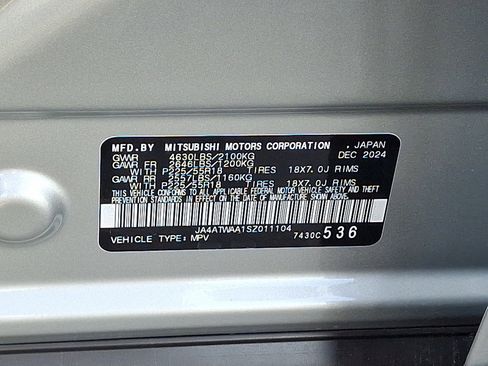 MFD.BY MITSUBISHI MOTORS CORPORATION , JAPAN
GVWR 4630LBS/2100KG DEC 2024
GAWR FR 2646LBS/1200KG
WITH P225/55R18 TIRES 18X7.0J RIMS
GAWR RR 2557LBS/1160KG
WITH P225/55R18 TIRES 18X7.0J RIMS
THIS VEHICLE CONFORMS TO ALL APPLICABLE FEDERAL MOTOR VEHICLE SAFETY AND THEFT
PREVENTION STANDARDS IN EFFECT ON THE DATE OF MANUFACTURE SHOWN ABOVE.
JA4ATWAA1SZ011104
VEHICLE TYPE: MPV 7430C 536